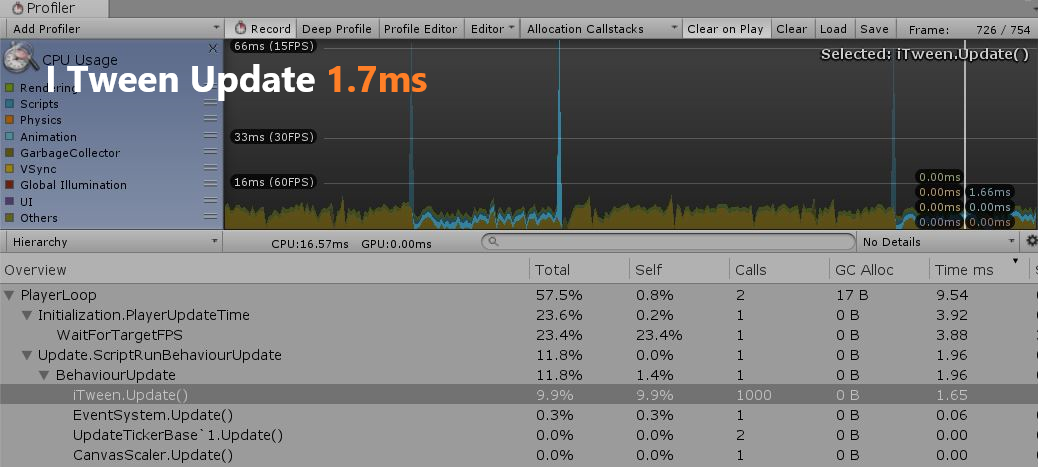 Profiler
Add Profiler Record Deep Profile Profile Editor Editor Allocation Callstacks Clear on Play Clear Load Save Frame: 726 / 754
CPU Usage
66ms (15FPS)
Selected: iTween.Update()
I Tween Update 1.7ms
Rendering
Scripts
Physics
Animation
33ms (30FPS)
GarbageCollector
VSync
Global Illumination
16ms (60FPS)
UI
Others
0.00ms
0.00ms 1.66ms
0.00ms 0.00ms
0.00ms 0.00ms
Hierarchy CPU:16.57ms GPU:0.00ms No Details
Overview Total Self Calls GC Alloc Time ms
PlayerLoop 57.5% 0.8% 2 17 B 9.54
Initialization.PlayerUpdateTime 23.6% 0.2% 1 0 B 3.92
WaitForTargetFPS 23.4% 23.4% 1 0 B 3.88
Update.ScriptRunBehaviourUpdate 11.8% 0.0% 1 0 B 1.96
BehaviourUpdate 11.8% 1.4% 1 0 B 1.96
iTween.Update() 9.9% 9.9% 1000 0 B 1.65
EventSystem.Update() 0.3% 0.3% 1 0 B 0.06
UpdateTickerBase`1.Update() 0.0% 0.0% 2 0 B 0.00
CanvasScaler.Update() 0.0% 0.0% 1 0 B 0.00